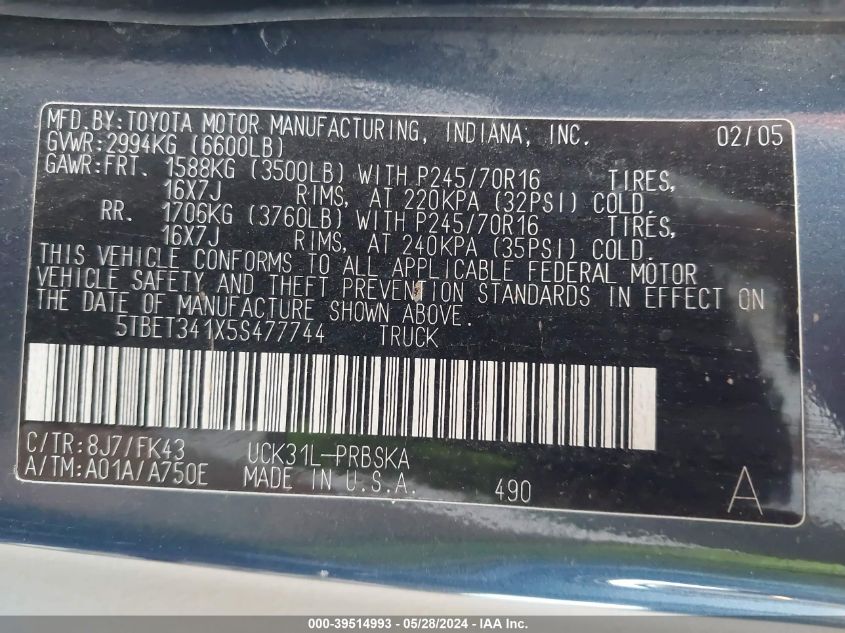 MFD.BY:TOYOTA MOTOR MANUFACTURING, INDIANA, INC. 02/05
GVWR:2994KG (6600LB)
GAWR:FRT. 1588KG (3500LB) WITH P245/70R16 TIRES,
16X7J RIMS, AT 220KPA (32PSI) COLD.
RR. 1706KG (3760LB) WITH P245/70R16 TIRES,
16X7J RIMS, AT 240KPA (35PSI) COLD.
THIS VEHICLE CONFORMS TO ALL APPLICABLE FEDERAL MOTOR
VEHICLE SAFETY AND THEFT PREVENTION STANDARDS IN EFFECT ON
THE DATE OF MANUFACTURE SHOWN ABOVE.
5TBET341X5S477744 TRUCK
C/TR:8J7/FK43 UCK31L-PRBSKA
A/TM:A01A/A750E MADE IN U.S.A. 490 A
000-39514993 - 05/28/2024 - IAA Inc.